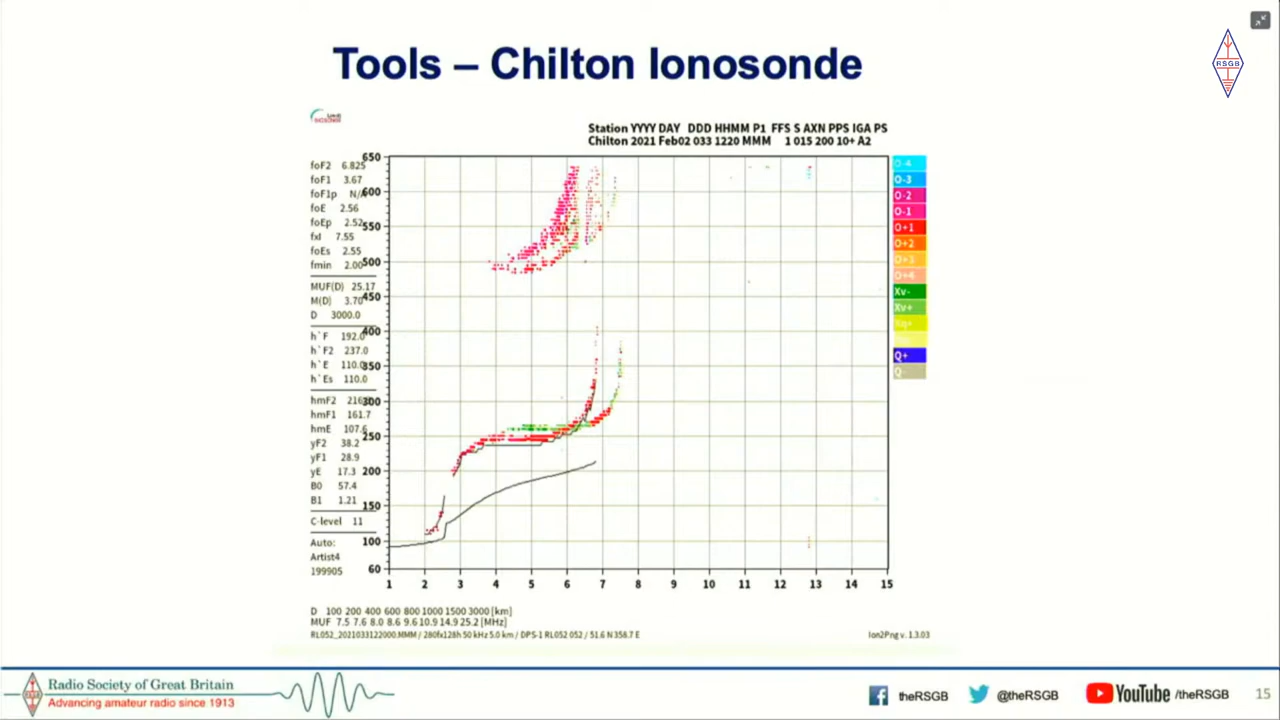 Tools – Chilton Ionosonde
RSGB
Station YYYY DAY DDD HHMM P1 FFS S AXN PPS IGA PS
Chilton 2021 Feb02 033 1220 MMM 1 015 200 10+ A2
foF2 6.825
foF1 3.67
foF1p N/A
foE 2.56
foEp 2.52
fxI 7.55
foEs 2.55
fmin 2.00
MUF(D) 25.17
M(D) 3.70
D 3000.0
h`F 192.0
h`F2 237.0
h`E 110.0
h`Es 110.0
hmF2 216
hmF1 161.7
hmE 107.6
yF2 38.2
yF1 28.9
yE 17.3
B0 57.4
B1 1.21
C-level 11
Auto:
Artist4
199905
650
600
550
500
450
400
350
300
250
200
150
100
60
1 2 3 4 5 6 7 8 9 10 11 12 13 14 15
O-4
O-3
O-2
O-1
O+1
O+2
O+3
O+4
Xv-
Xv+
Q+
Q-
D 100 200 400 600 800 1000 1500 3000 [km]
MUF 7.5 7.6 8.0 8.6 9.6 10.9 14.9 25.2 [MHz]
RL052_2021033122000.MMM / 280fx128h 50 kHz 5.0 km / DPS-1 RL052 052 / 51.6 N 358.7 E
Ion2Png v. 1.3.03
RSGB
Radio Society of Great Britain
Advancing amateur radio since 1913
theRSGB
@theRSGB
YouTube /theRSGB
15